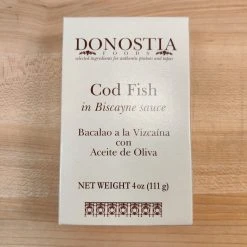 DONOSTIA
FOODS
selected ingredients for authentic pintxos and tapas
Cod Fish
in Biscayne sauce
Bacalao a la Vizcaína
con
Aceite de Oliva
NET WEIGHT 4 oz (111 g)